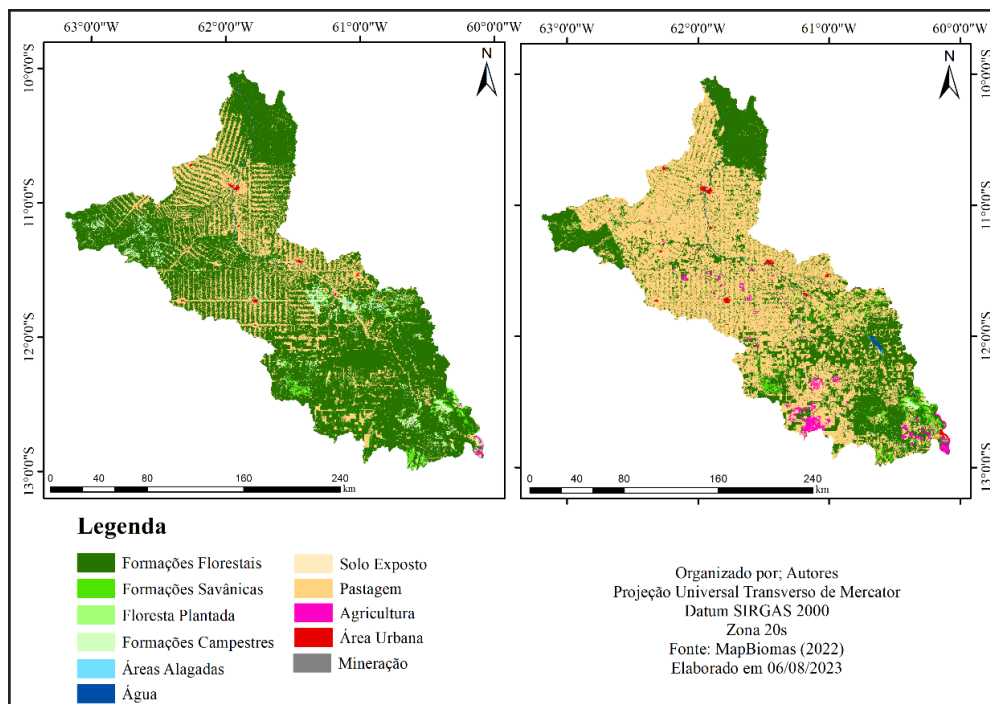 63°0'0"S 62°0'0"S 61°0'0"S 60°0'0"S
N
10°0'0"S
11°0'0"S
12°0'0"S
13°0'0"S
0 40 80 160 240
km
63°0'0"S 62°0'0"S 61°0'0"S 60°0'0"S
N
10°0'0"S
11°0'0"S
12°0'0"S
13°0'0"S
0 40 80 160 240
km
Legenda
Formações Florestais
Formações Savânicas
Floresta Plantada
Formações Campestres
Áreas Alagadas
Água
Solo Exposto
Pastagem
Agricultura
Área Urbana
Mineração
Organizado por; Autores
Projeção Universal Transverso de Mercator
Datum SIRGAS 2000
Zona 20s
Fonte: MapBiomas (2022)
Elaborado em 06/08/2023